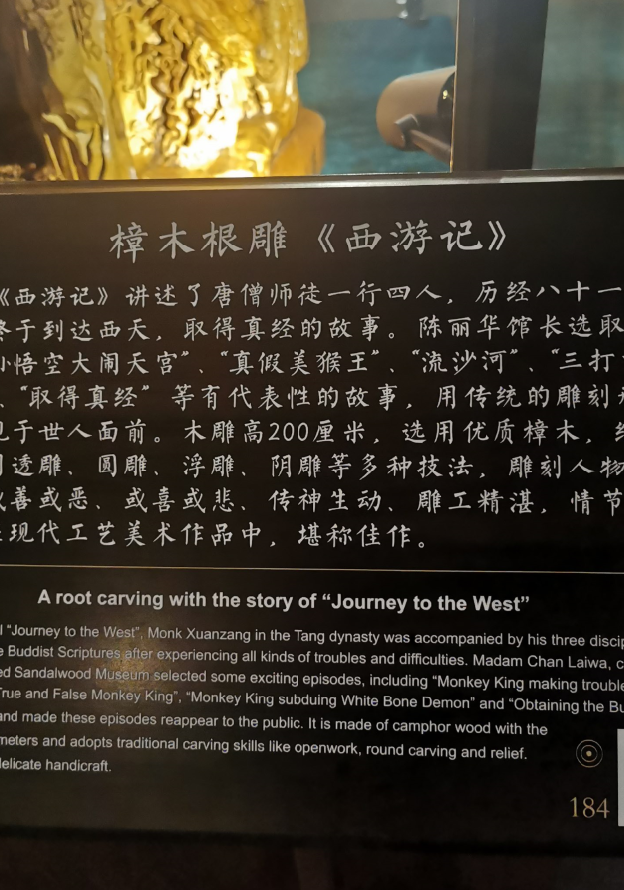 樟木根雕《西游记》
《西游记》讲述了唐僧师徒一行四人，历经八十一
终于到达西天，取得真经的故事。陈丽华馆长选取
小悟空大闹天宫”、“真假美猴王”、“流沙河”、“三打
、“取得真经”等有代表性的故事，用传统的雕刻
现于世人面前。木雕高200厘米，选用优质樟木，
用透雕、圆雕、浮雕、阴雕等多种技法，雕刻人物
或善或恶、或喜或悲、传神生动、雕工精湛，情节
现代工艺美术作品中，堪称佳作。
A root carving with the story of “Journey to the West”
l “Journey to the West”, Monk Xuanzang in the Tang dynasty was accompanied by his three discip
e Buddist Scriptures after experiencing all kinds of troubles and difficulties. Madam Chan Laiwa, c
ed Sandalwood Museum selected some exciting episodes, including “Monkey King making trouble
True and False Monkey King”, “Monkey King subduing White Bone Demon” and “Obtaining the Bu
and made these episodes reappear to the public. It is made of camphor wood with the
meters and adopts traditional carving skills like openwork, round carving and relief.
delicate handicraft.
184